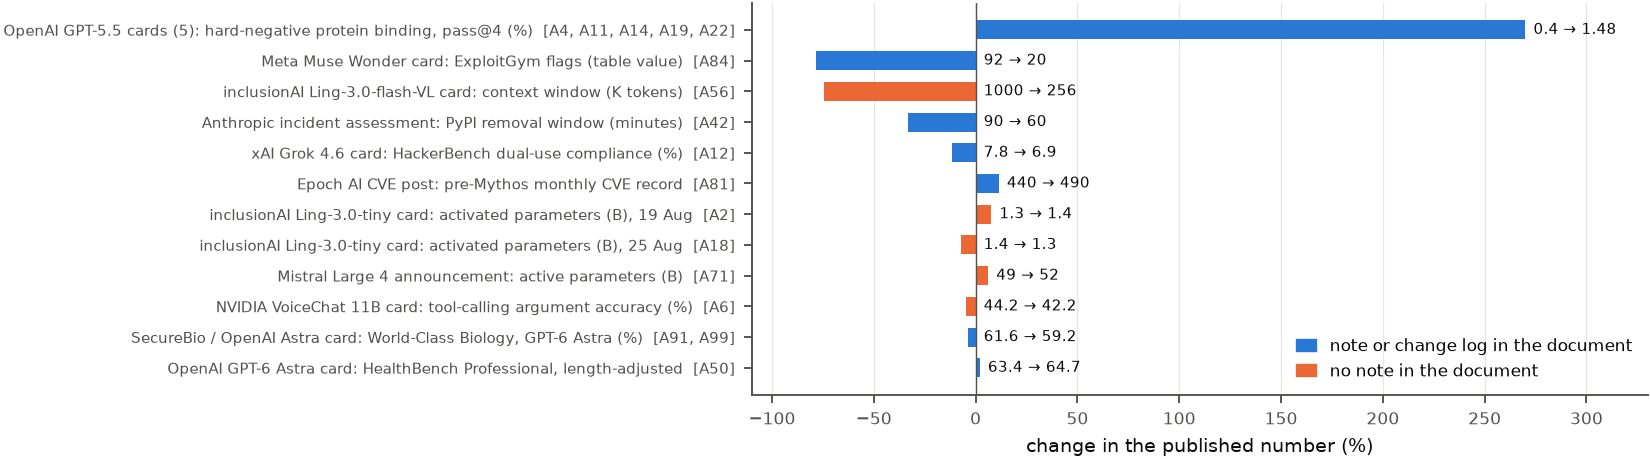 OpenAI GPT-5.5 cards (5): hard-negative protein binding, pass@4 (%)  [A4, A11, A14, A19, A22] 0.4 → 1.48
Meta Muse Wonder card: ExploitGym flags (table value)  [A84] 92 → 20
inclusionAI Ling-3.0-flash-VL card: context window (K tokens)  [A56] 1000 → 256
Anthropic incident assessment: PyPI removal window (minutes)  [A42] 90 → 60
xAI Grok 4.6 card: HackerBench dual-use compliance (%)  [A12] 7.8 → 6.9
Epoch AI CVE post: pre-Mythos monthly CVE record  [A81] 440 → 490
inclusionAI Ling-3.0-tiny card: activated parameters (B), 19 Aug  [A2] 1.3 → 1.4
inclusionAI Ling-3.0-tiny card: activated parameters (B), 25 Aug  [A18] 1.4 → 1.3
Mistral Large 4 announcement: active parameters (B)  [A71] 49 → 52
NVIDIA VoiceChat 11B card: tool-calling argument accuracy (%)  [A6] 44.2 → 42.2
SecureBio / OpenAI Astra card: World-Class Biology, GPT-6 Astra (%)  [A91, A99] 61.6 → 59.2
OpenAI GPT-6 Astra card: HealthBench Professional, length-adjusted  [A50] 63.4 → 64.7
note or change log in the document
no note in the document
−100 −50 0 50 100 150 200 250 300
change in the published number (%)